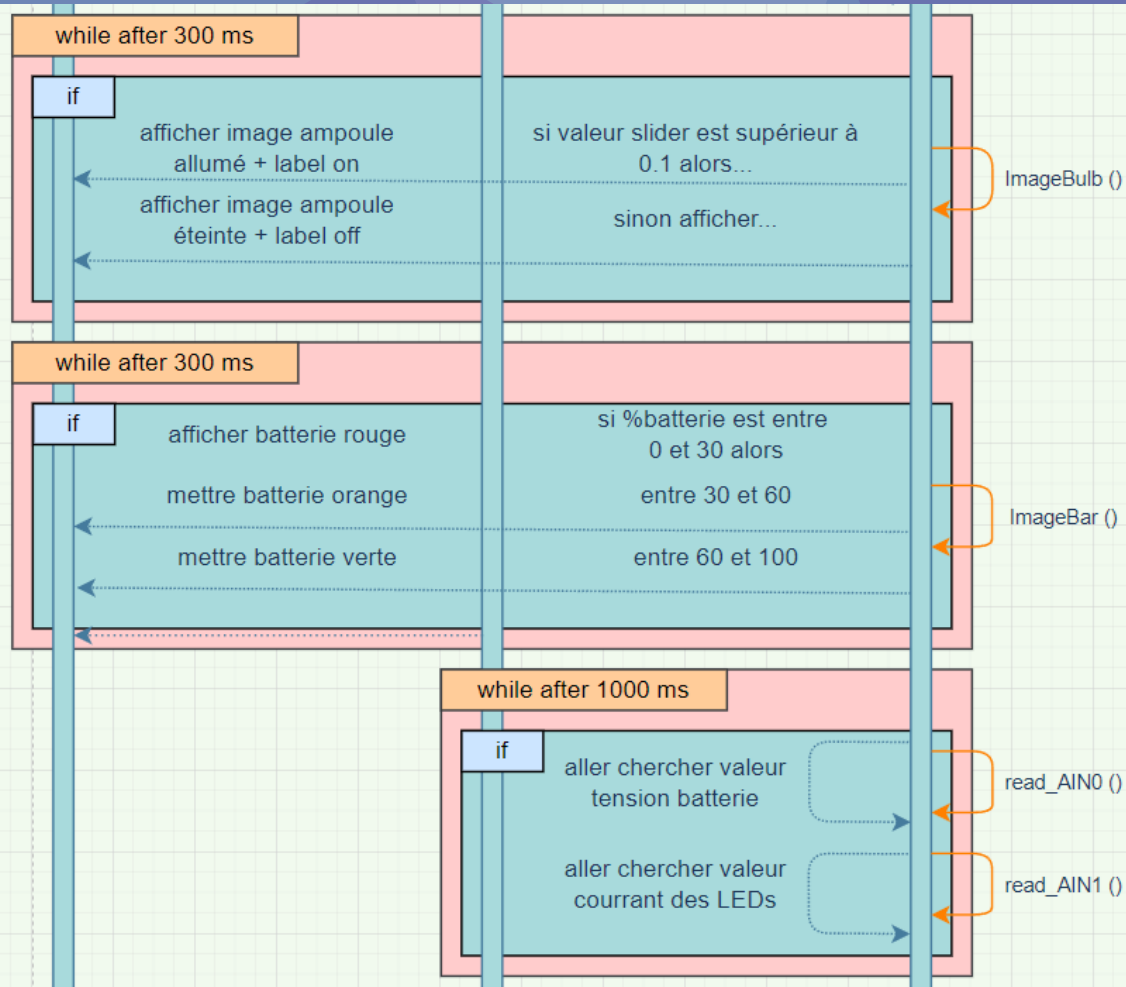 while after 300 ms
if
afficher image ampoule
allumé + label on
si valeur slider est supérieur à
0.1 alors...
ImageBulb ()
afficher image ampoule
éteinte + label off
sinon afficher...
while after 300 ms
if
afficher batterie rouge
si %batterie est entre
0 et 30 alors
mettre batterie orange
entre 30 et 60
ImageBar ()
mettre batterie verte
entre 60 et 100
while after 1000 ms
if
aller chercher valeur
tension batterie
read_AIN0 ()
aller chercher valeur
courrant des LEDs
read_AIN1 ()